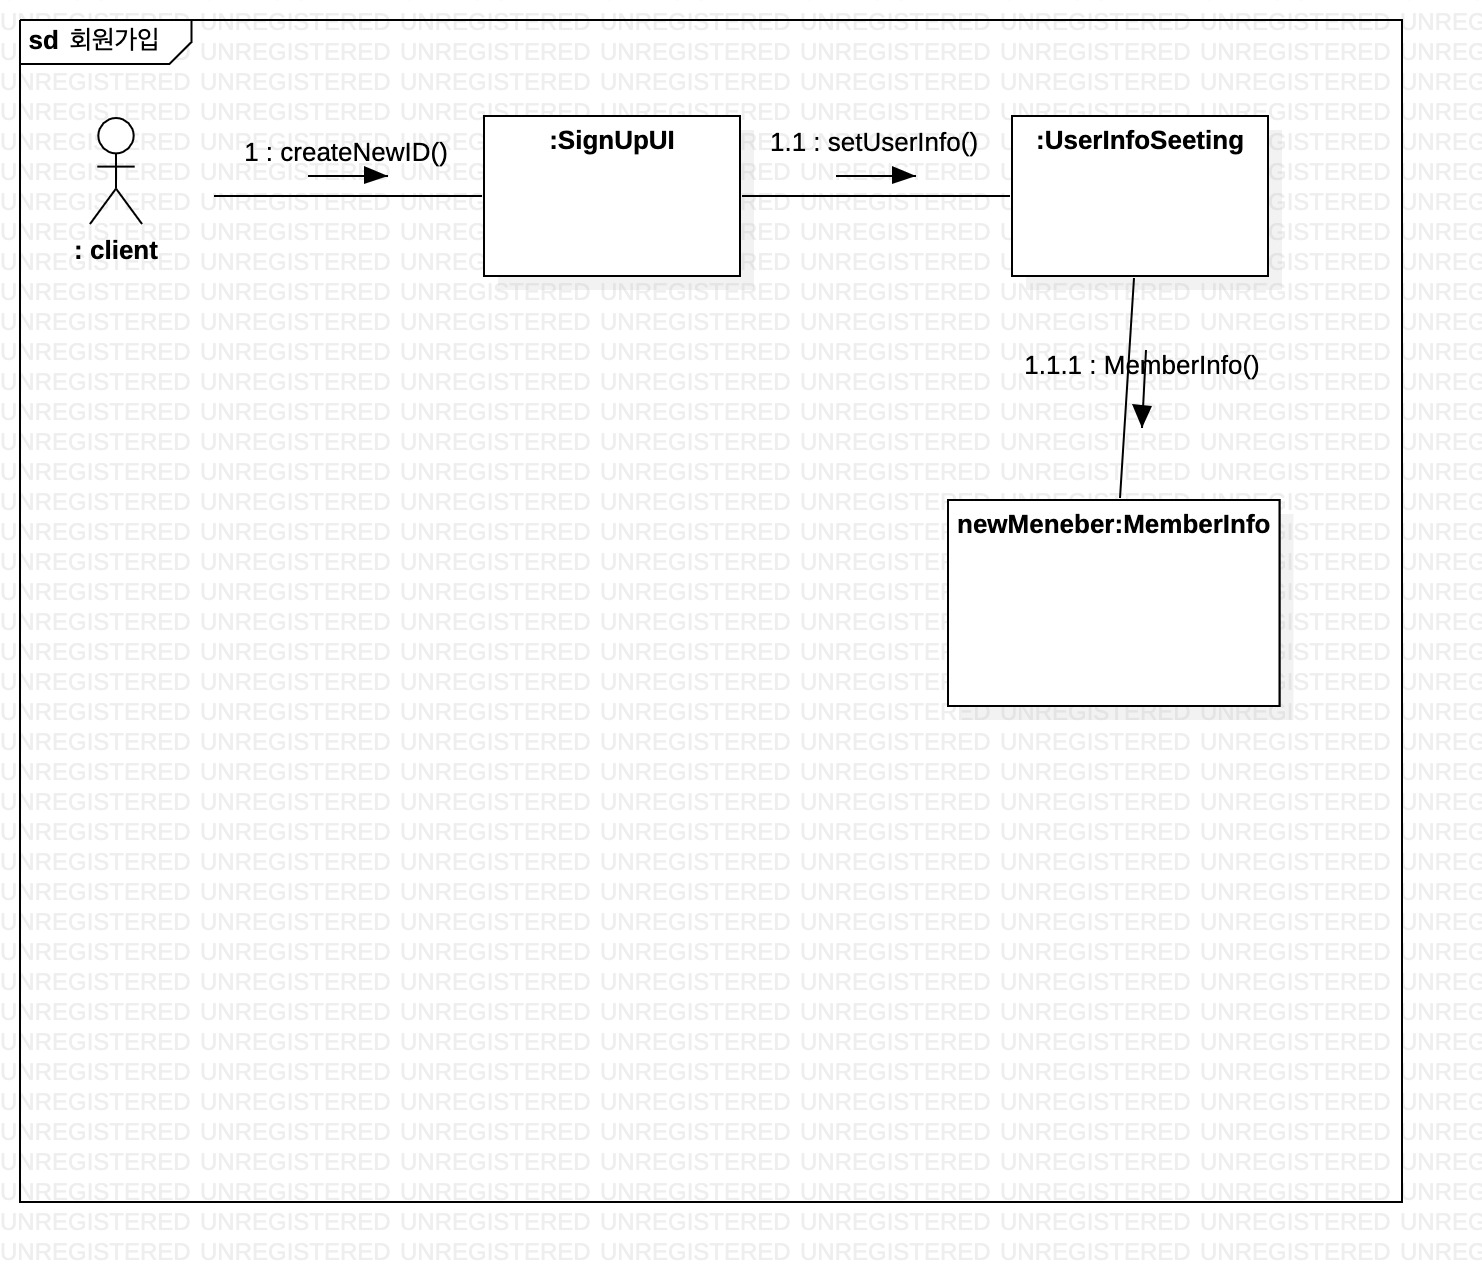 sd 회원가입
1 : createNewID()
: client
:SignUpUI
1.1 : setUserInfo()
:UserInfoSeeting
1.1.1 : MemberInfo()
newMeneber:MemberInfo
UNREGISTERED